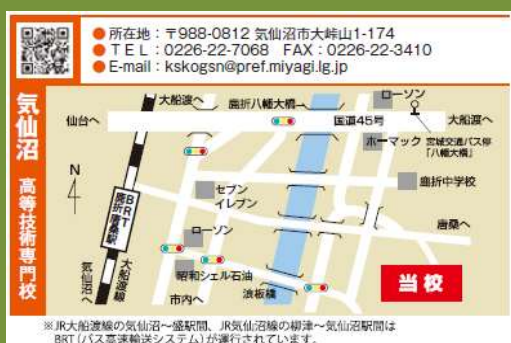 ●所在地：〒988-0812 気仙沼市大峠山1-174
●TEL：0226-22-7068 FAX：0226-22-3410
●E-mail：kskogsn@pref.miyagi.lg.jp
気仙沼 高等技術専門校
大船渡へ
鹿折八幡大橋
ローソン
仙台へ
国道45号
大船渡へ
ホーマック
宮城交通バス停
「八幡大橋」
N
セブン
イレブン
鹿折中学校
BRT
鹿折唐桑駅
唐桑へ
ローソン
大船渡線
気仙沼へ
昭和シェル石油
当校
市内へ
浪板橋
※JR大船渡線の気仙沼～盛駅間、JR気仙沼線の柳津～気仙沼駅間は
BRT(バス高速輸送システム)が運行されています。